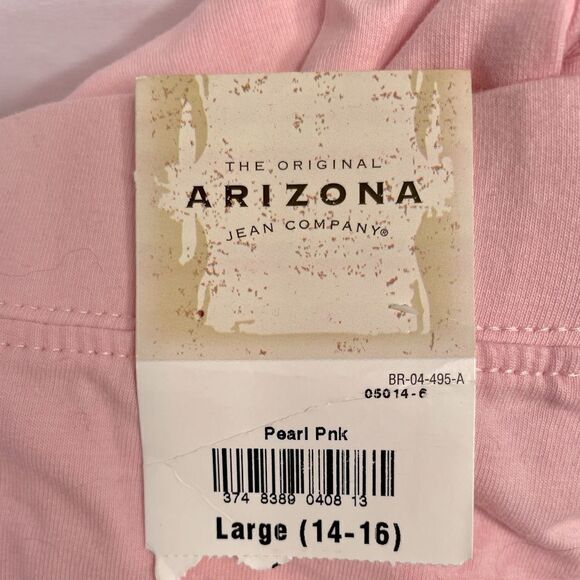 THE ORIGINAL
ARIZONA
JEAN COMPANY®
BR-04-495-A
05014-6
Pearl Pnk
374 8389 0408 13
Large (14-16)